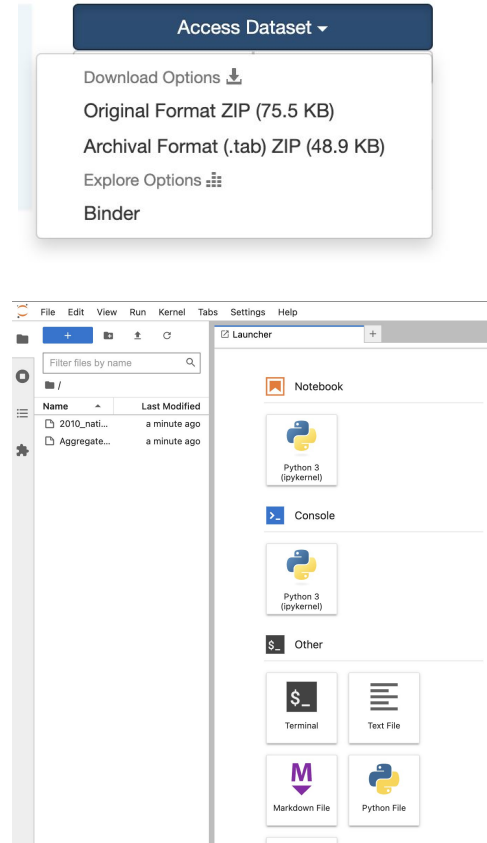 Access Dataset
Download Options
Original Format ZIP (75.5 KB)
Archival Format (.tab) ZIP (48.9 KB)
Explore Options
Binder
File Edit View Run Kernel Tabs Settings Help
+
Launcher
+
Filter files by name
/
Name Last Modified
2010_nati... a minute ago
Aggregate... a minute ago
Notebook
Python 3
(ipykernel)
>_ Console
Python 3
(ipykernel)
$_ Other
$_
Terminal
Text File
M
Markdown File
Python File